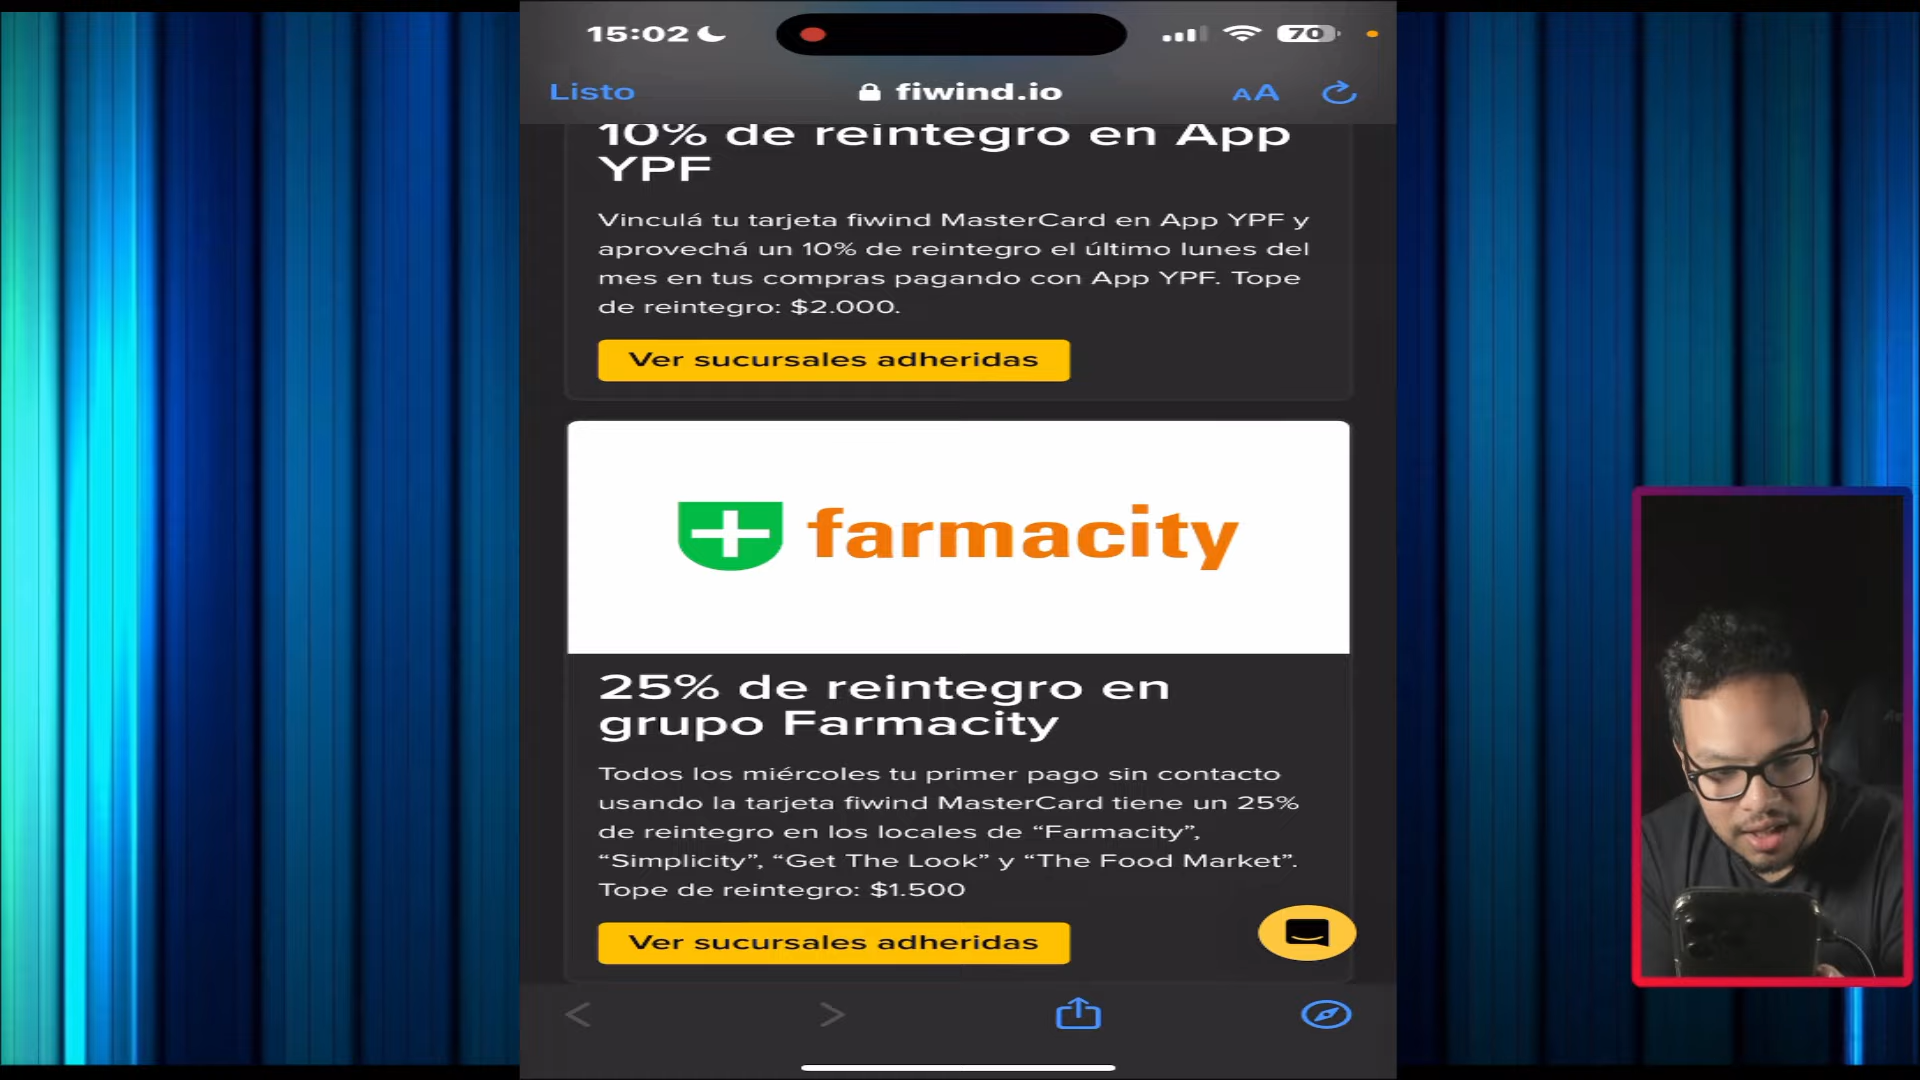 15:02
70
Listo
fiwind.io
AA
10% de reintegro en App
YPF
Vinculá tu tarjeta fiwind MasterCard en App YPF y
aprovechá un 10% de reintegro el último lunes del
mes en tus compras pagando con App YPF. Tope
de reintegro: $2.000.
Ver sucursales adheridas
farmacity
25% de reintegro en
grupo Farmacity
Todos los miércoles tu primer pago sin contacto
usando la tarjeta fiwind MasterCard tiene un 25%
de reintegro en los locales de “Farmacity”,
“Simplicity”, “Get The Look” y “The Food Market”.
Tope de reintegro: $1.500
Ver sucursales adheridas